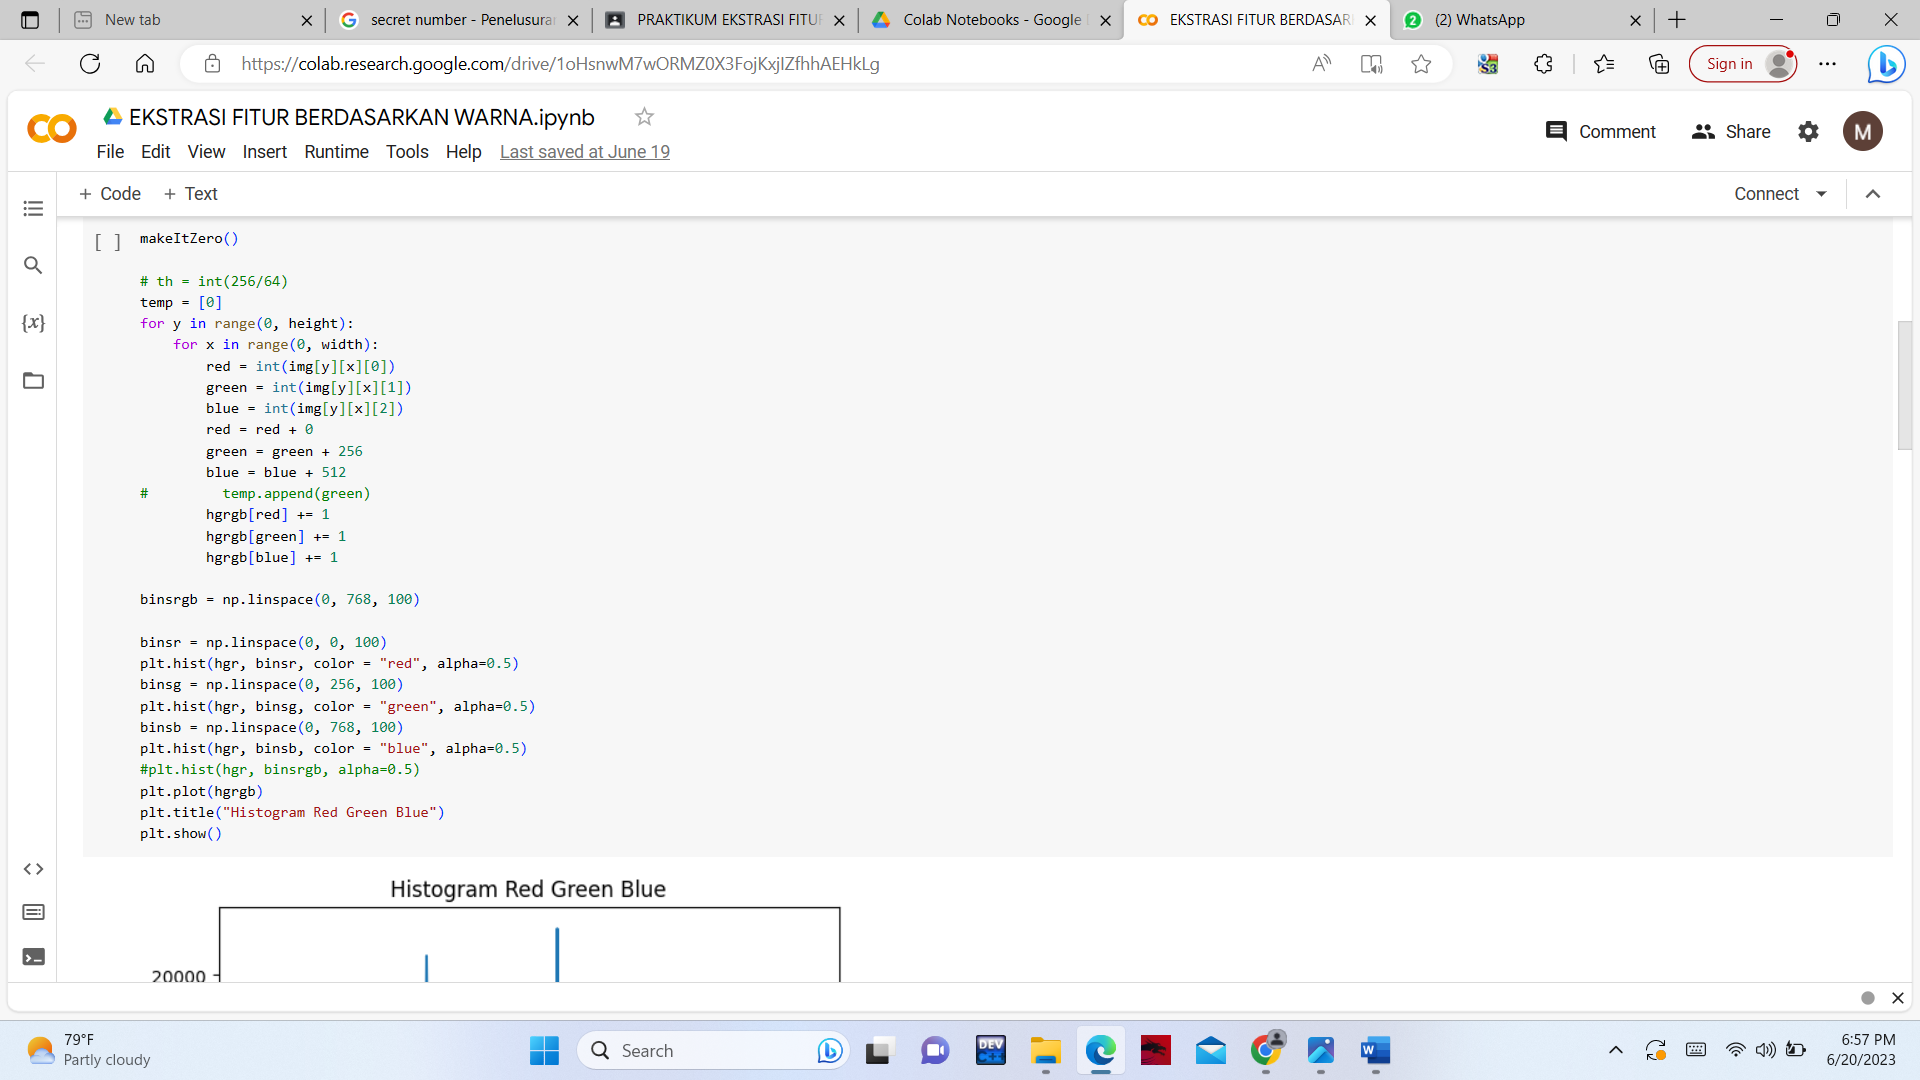 New tab
secret number - Penelusuran
PRAKTIKUM EKSTRASI FITUR
Colab Notebooks - Google
EKSTRASI FITUR BERDASAR
(2) WhatsApp
https://colab.research.google.com/drive/1oHsnwM7wORMZ0X3FojKxjIZfhhAEHkLg
Sign in
EKSTRASI FITUR BERDASARKAN WARNA.ipynb
File Edit View Insert Runtime Tools Help Last saved at June 19
Comment
Share
M
+ Code + Text
Connect
[ ] makeItZero()
# th = int(256/64)
temp = [0]
for y in range(0, height):
    for x in range(0, width):
        red = int(img[y][x][0])
        green = int(img[y][x][1])
        blue = int(img[y][x][2])
        red = red + 0
        green = green + 256
        blue = blue + 512
#         temp.append(green)
        hgrgb[red] += 1
        hgrgb[green] += 1
        hgrgb[blue] += 1
binsrgb = np.linspace(0, 768, 100)
binsr = np.linspace(0, 0, 100)
plt.hist(hgr, binsr, color = "red", alpha=0.5)
binsg = np.linspace(0, 256, 100)
plt.hist(hgr, binsg, color = "green", alpha=0.5)
binsb = np.linspace(0, 768, 100)
plt.hist(hgr, binsb, color = "blue", alpha=0.5)
#plt.hist(hgr, binsrgb, alpha=0.5)
plt.plot(hgrgb)
plt.title("Histogram Red Green Blue")
plt.show()
Histogram Red Green Blue
20000
79°F
Partly cloudy
Search
6:57 PM
6/20/2023